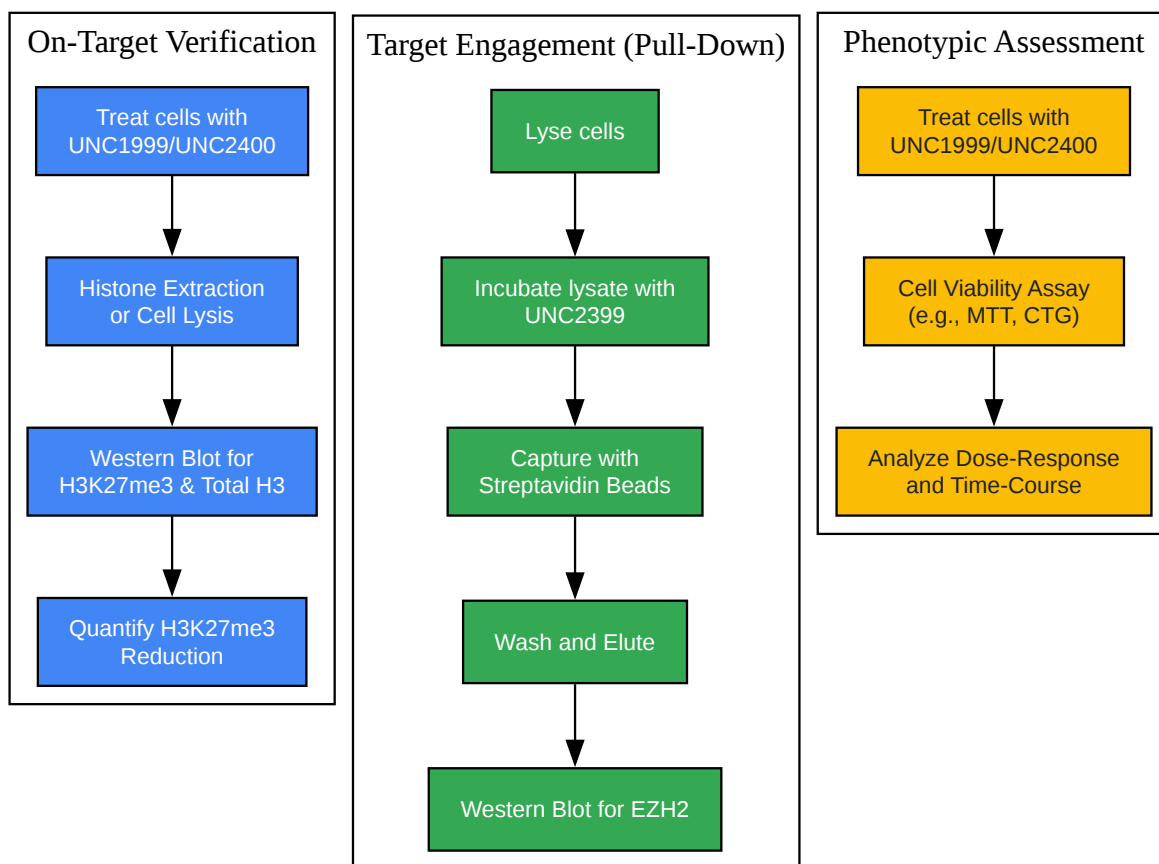 On-Target Verification
Treat cells with
UNC1999/UNC2400
Histone Extraction
or Cell Lysis
Western Blot for
H3K27me3 & Total H3
Quantify H3K27me3
Reduction
Target Engagement (Pull-Down)
Lyse cells
Incubate lysate with
UNC2399
Capture with
Streptavidin Beads
Wash and Elute
Western Blot for EZH2
Phenotypic Assessment
Treat cells with
UNC1999/UNC2400
Cell Viability Assay
(e.g., MTT, CTG)
Analyze Dose-Response
and Time-Course